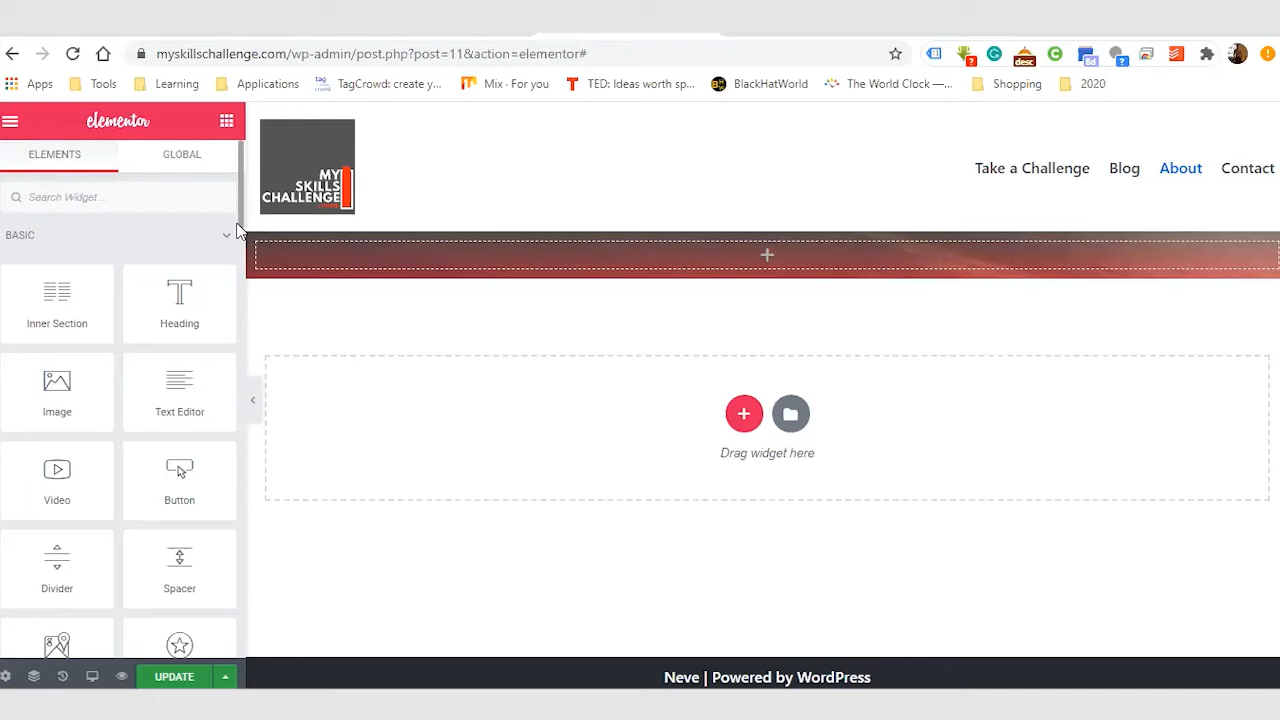 myskillschallenge.com/wp-admin/post.php?post=11&action=elementor#
desc
Bd
?
?
Apps
Tools
Learning
Applications
TagCrowd: create y...
Mix - For you
TED: Ideas worth sp...
BlackHatWorld
The World Clock —...
Shopping
2020
elementor
ELEMENTS
GLOBAL
Search Widget...
BASIC
Inner Section
Heading
Image
Text Editor
Video
Button
Divider
Spacer
UPDATE
MY
SKILLS
CHALLENGE
Take a Challenge
Blog
About
Contact
Drag widget here
Neve | Powered by WordPress